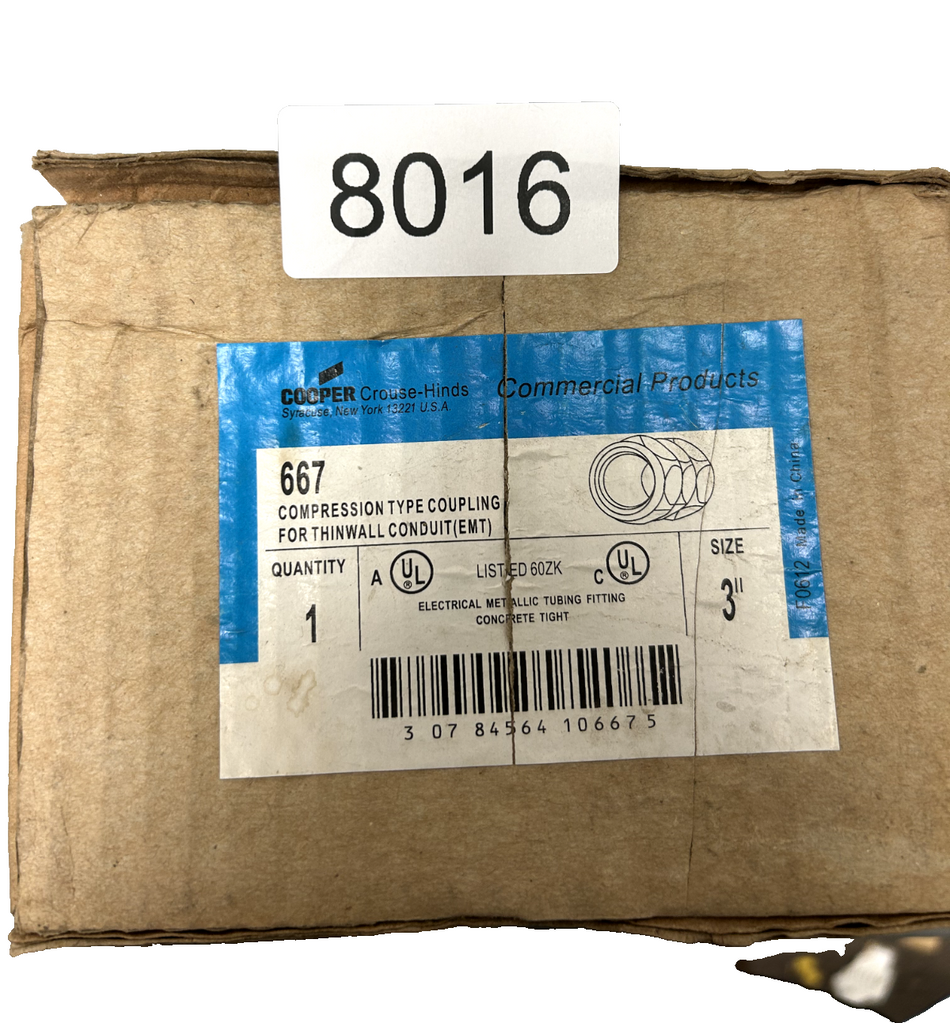 8016
COOPER Crouse-Hinds Commercial Products
Syracuse, New York 13221 U.S.A
667
COMPRESSION TYPE COUPLING
FOR THINWALL CONDUIT(EMT)
QUANTITY
1
A UL ® LISTED 60ZK C UL ®
ELECTRICAL METALLIC TUBING FITTING
CONCRETE TIGHT
SIZE
3"
3 07 84564 106675
F0612 Made in China